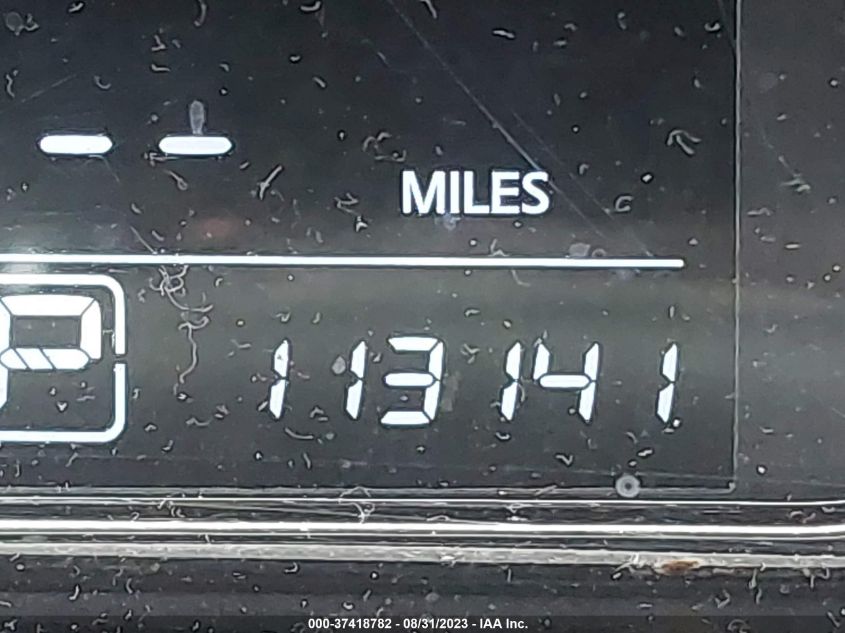 -- 
MILES
P 113141
000-37418782 - 08/31/2023 - IAA Inc.